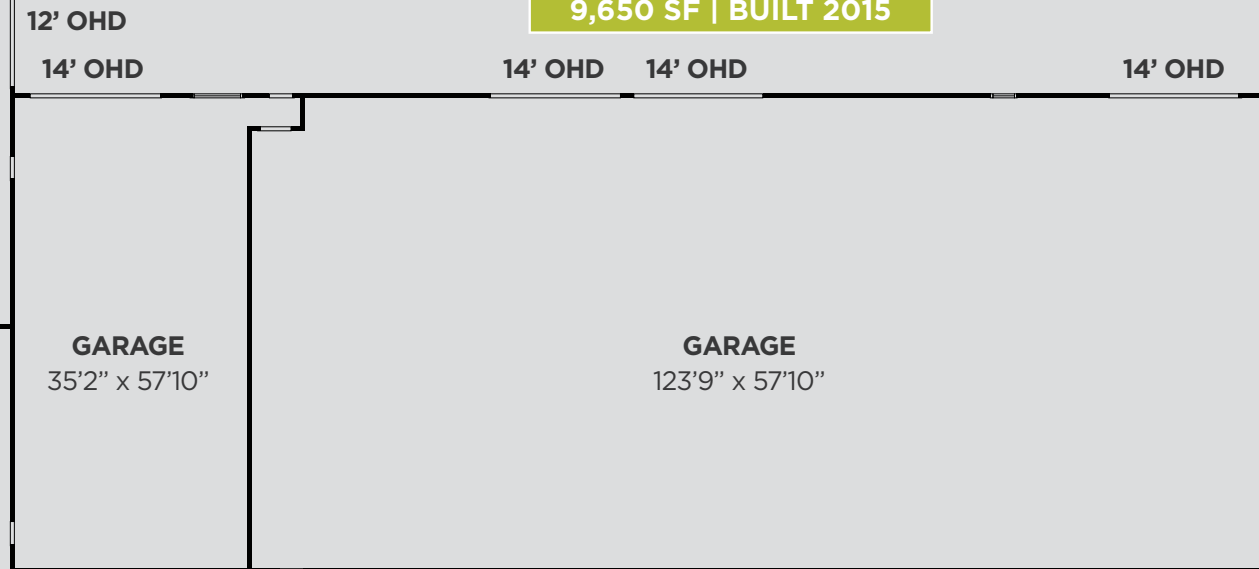 9,650 SF | BUILT 2015
12’ OHD
14’ OHD
14’ OHD
14’ OHD
14’ OHD
GARAGE
35’2” x 57’10”
GARAGE
123’9” x 57’10”